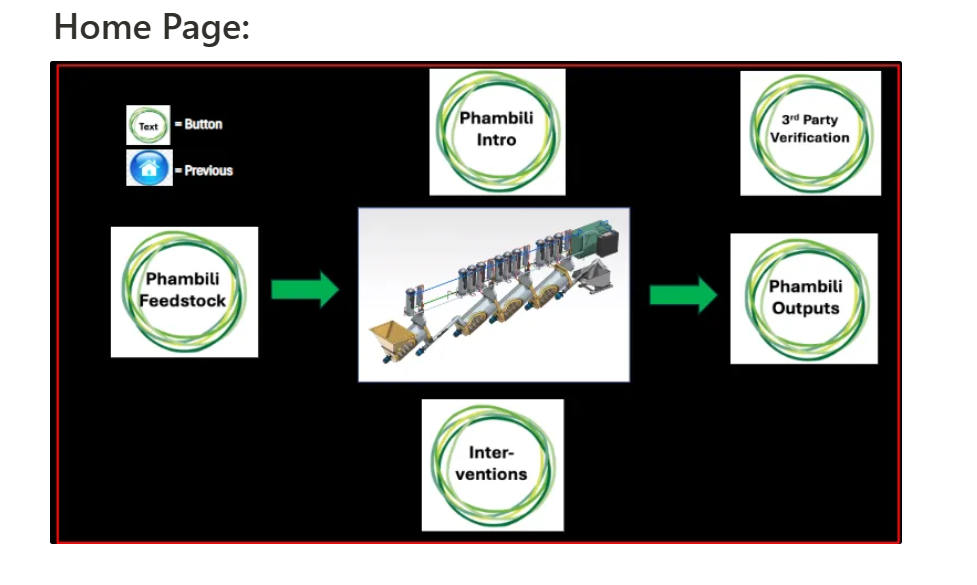 Home Page:
Text
= Button
= Previous
Phambili
Intro
3rd Party
Verification
Phambili
Feedstock
Phambili
Outputs
Inter-
ventions